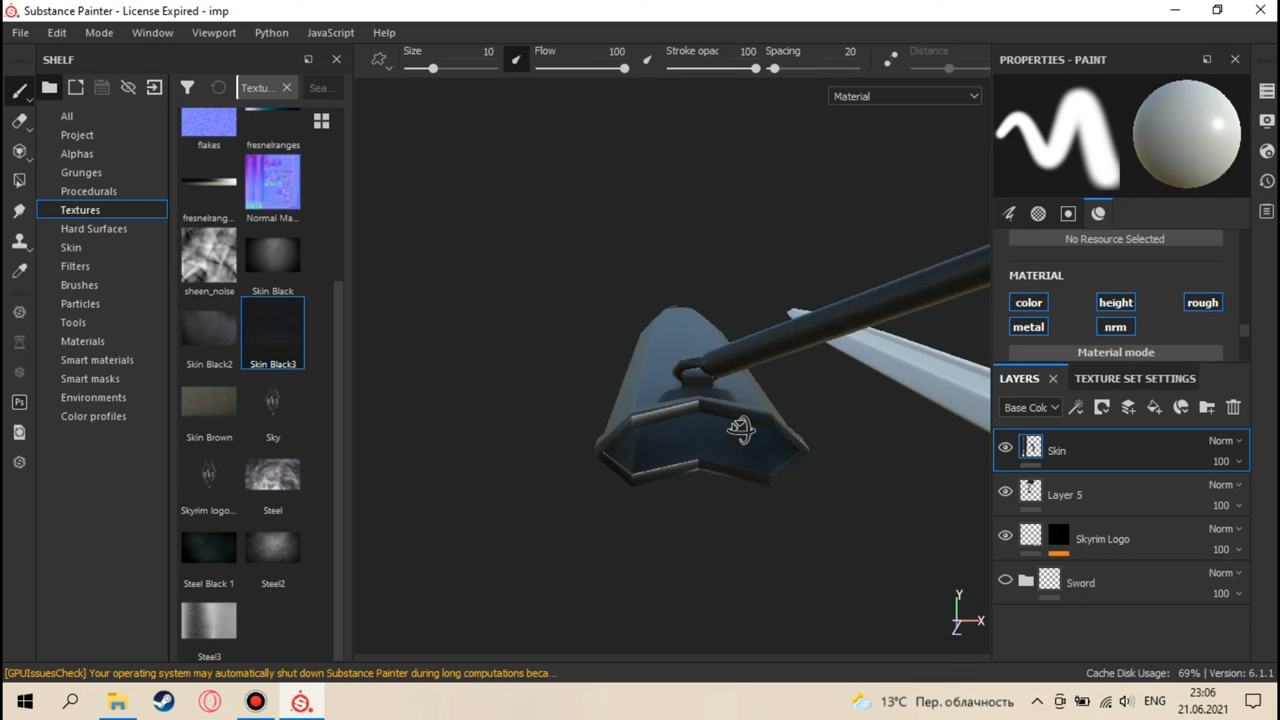 Substance Painter - License Expired - imp
File Edit Mode Window Viewport Python JavaScript Help
SHELF
Size 10 Flow 100 Stroke opac 100 Spacing 20 Distance
PROPERTIES - PAINT
Textu... Sea...
Material
All
Project
Alphas
Grunges
Procedurals
Textures
Hard Surfaces
Skin
Filters
Brushes
Particles
Tools
Materials
Smart materials
Smart masks
Environments
Color profiles
flakes fresnelranges
fresnelrang... Normal Ma...
sheen_noise Skin Black
Skin Black2 Skin Black3
Skin Brown Sky
Skyrim logo... Steel
Steel Black 1 Steel2
Steel3
No Resource Selected
MATERIAL
color height rough
metal nrm
Material mode
LAYERS TEXTURE SET SETTINGS
Base Colo
Skin Norm 100
Layer 5 Norm 100
Skyrim Logo Norm 100
Sword Norm 100
Y
X
Z
[GPUIssuesCheck] Your operating system may automatically shut down Substance Painter during long computations beca...
Cache Disk Usage: 69% | Version: 6.1.1
Ps
13°C Пер. облачность
ENG
23:06
21.06.2021